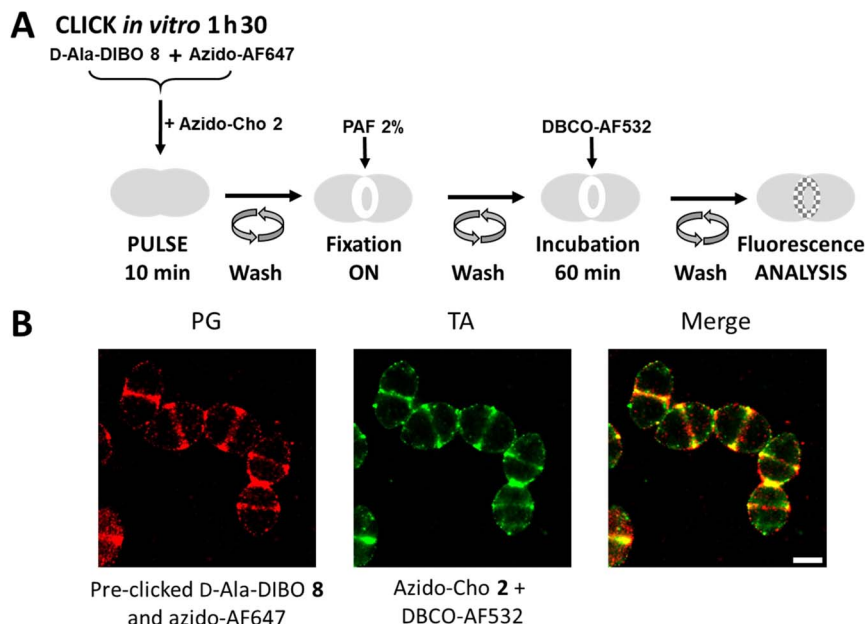 A
CLICK in vitro 1h30
D-Ala-DIBO 8 + Azido-AF647
+ Azido-Cho 2
PAF 2%
DBCO-AF532
PULSE
10 min
Wash
Fixation
ON
Wash
Incubation
60 min
Wash
Fluorescence
ANALYSIS
B
PG
TA
Merge
Pre-clicked D-Ala-DIBO 8
and azido-AF647
Azido-Cho 2 +
DBCO-AF532